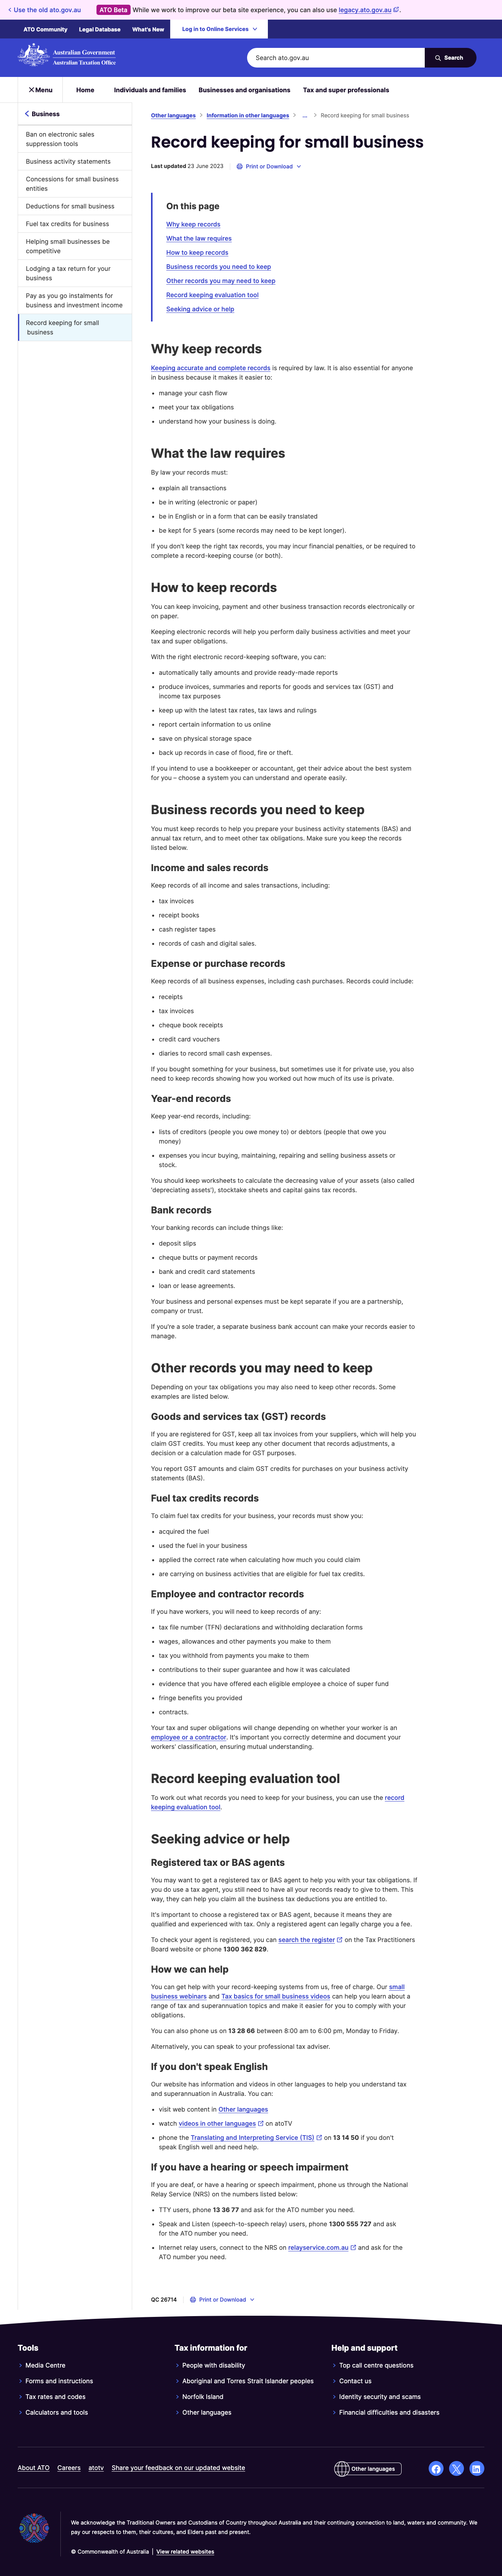 Use the old ato.gov.au
ATO Beta While we work to improve our beta site experience, you can also use legacy.ato.gov.au.
ATO Community Legal Database What's New Log in to Online Services
Australian Government
Australian Taxation Office
Search ato.gov.au
Search
Menu Home Individuals and families Businesses and organisations Tax and super professionals
Business
Ban on electronic sales
suppression tools
Business activity statements
Concessions for small business
entities
Deductions for small business
Fuel tax credits for business
Helping small businesses be
competitive
Lodging a tax return for your
business
Pay as you go instalments for
business and investment income
Record keeping for small
business
Other languages Information in other languages ... Record keeping for small business
Record keeping for small business
Last updated 23 June 2023 Print or Download
On this page
Why keep records
What the law requires
How to keep records
Business records you need to keep
Other records you may need to keep
Record keeping evaluation tool
Seeking advice or help
Why keep records
Keeping accurate and complete records is required by law. It is also essential for anyone
in business because it makes it easier to:
• manage your cash flow
• meet your tax obligations
• understand how your business is doing.
What the law requires
By law your records must:
• explain all transactions
• be in writing (electronic or paper)
• be in English or in a form that can be easily translated
• be kept for 5 years (some records may need to be kept longer).
If you don't keep the right tax records, you may incur financial penalties, or be required to
complete a record-keeping course (or both).
How to keep records
You can keep invoicing, payment and other business transaction records electronically or
on paper.
Keeping electronic records will help you perform daily business activities and meet your
tax and super obligations.
With the right electronic record-keeping software, you can:
• automatically tally amounts and provide ready-made reports
• produce invoices, summaries and reports for goods and services tax (GST) and
income tax purposes
• keep up with the latest tax rates, tax laws and rulings
• report certain information to us online
• save on physical storage space
• back up records in case of flood, fire or theft.
If you intend to use a bookkeeper or accountant, get their advice about the best system
for you – choose a system you can understand and operate easily.
Business records you need to keep
You must keep records to help you prepare your business activity statements (BAS) and
annual tax return, and to meet other tax obligations. Make sure you keep the records
listed below.
Income and sales records
Keep records of all income and sales transactions, including:
• tax invoices
• receipt books
• cash register tapes
• records of cash and digital sales.
Expense or purchase records
Keep records of all business expenses, including cash purchases. Records could include:
• receipts
• tax invoices
• cheque book receipts
• credit card vouchers
• diaries to record small cash expenses.
If you bought something for your business, but sometimes use it for private use, you also
need to keep records showing how you worked out how much of its use is private.
Year-end records
Keep year-end records, including:
• lists of creditors (people you owe money to) or debtors (people that owe you
money)
• expenses you incur buying, maintaining, repairing and selling business assets or
stock.
You should keep worksheets to calculate the decreasing value of your assets (also called
'depreciating assets'), stocktake sheets and capital gains tax records.
Bank records
Your banking records can include things like:
• deposit slips
• cheque butts or payment records
• bank and credit card statements
• loan or lease agreements.
Your business and personal expenses must be kept separate if you are a partnership,
company or trust.
If you're a sole trader, a separate business bank account can make your records easier to
manage.
Other records you may need to keep
Depending on your tax obligations you may also need to keep other records. Some
examples are listed below.
Goods and services tax (GST) records
If you are registered for GST, keep all tax invoices from your suppliers, which will help you
claim GST credits. You must keep any other document that records adjustments, a
decision or a calculation made for GST purposes.
You report GST amounts and claim GST credits for purchases on your business activity
statements (BAS).
Fuel tax credits records
To claim fuel tax credits for your business, your records must show you:
• acquired the fuel
• used the fuel in your business
• applied the correct rate when calculating how much you could claim
• are carrying on business activities that are eligible for fuel tax credits.
Employee and contractor records
If you have workers, you will need to keep records of any:
• tax file number (TFN) declarations and withholding declaration forms
• wages, allowances and other payments you make to them
• tax you withhold from payments you make to them
• contributions to their super guarantee and how it was calculated
• evidence that you have offered each eligible employee a choice of super fund
• fringe benefits you provided
• contracts.
Your tax and super obligations will change depending on whether your worker is an
employee or a contractor. It's important you correctly determine and document your
workers' classification, ensuring mutual understanding.
Record keeping evaluation tool
To work out what records you need to keep for your business, you can use the record
keeping evaluation tool.
Seeking advice or help
Registered tax or BAS agents
You may want to get a registered tax or BAS agent to help you with your tax obligations. If
you do use a tax agent, you still need to have all your records ready to give to them. This
way, they can help you claim all the business tax deductions you are entitled to.
It's important to choose a registered tax or BAS agent, because it means they are
qualified and experienced with tax. Only a registered agent can legally charge you a fee.
To check your agent is registered, you can search the register on the Tax Practitioners
Board website or phone 1300 362 829.
How we can help
You can get help with your record-keeping systems from us, free of charge. Our small
business webinars and Tax basics for small business videos can help you learn about a
range of tax and superannuation topics and make it easier for you to comply with your
obligations.
You can also phone us on 13 28 66 between 8:00 am to 6:00 pm, Monday to Friday.
Alternatively, you can speak to your professional tax adviser.
If you don't speak English
Our website has information and videos in other languages to help you understand tax
and superannuation in Australia. You can:
• visit web content in Other languages
• watch videos in other languages on atoTV
• phone the Translating and Interpreting Service (TIS) on 13 14 50 if you don't
speak English well and need help.
If you have a hearing or speech impairment
If you are deaf, or have a hearing or speech impairment, phone us through the National
Relay Service (NRS) on the numbers listed below:
• TTY users, phone 13 36 77 and ask for the ATO number you need.
• Speak and Listen (speech-to-speech relay) users, phone 1300 555 727 and ask
for the ATO number you need.
• Internet relay users, connect to the NRS on relayservice.com.au and ask for the
ATO number you need.
QC 26714 Print or Download
Tools
Media Centre
Forms and instructions
Tax rates and codes
Calculators and tools
Tax information for
People with disability
Aboriginal and Torres Strait Islander peoples
Norfolk Island
Other languages
Help and support
Top call centre questions
Contact us
Identity security and scams
Financial difficulties and disasters
About ATO Careers atotv Share your feedback on our updated website
Other languages
We acknowledge the Traditional Owners and Custodians of Country throughout Australia and their continuing connection to land, waters and community. We
pay our respects to them, their cultures, and Elders past and present.
© Commonwealth of Australia | View related websites